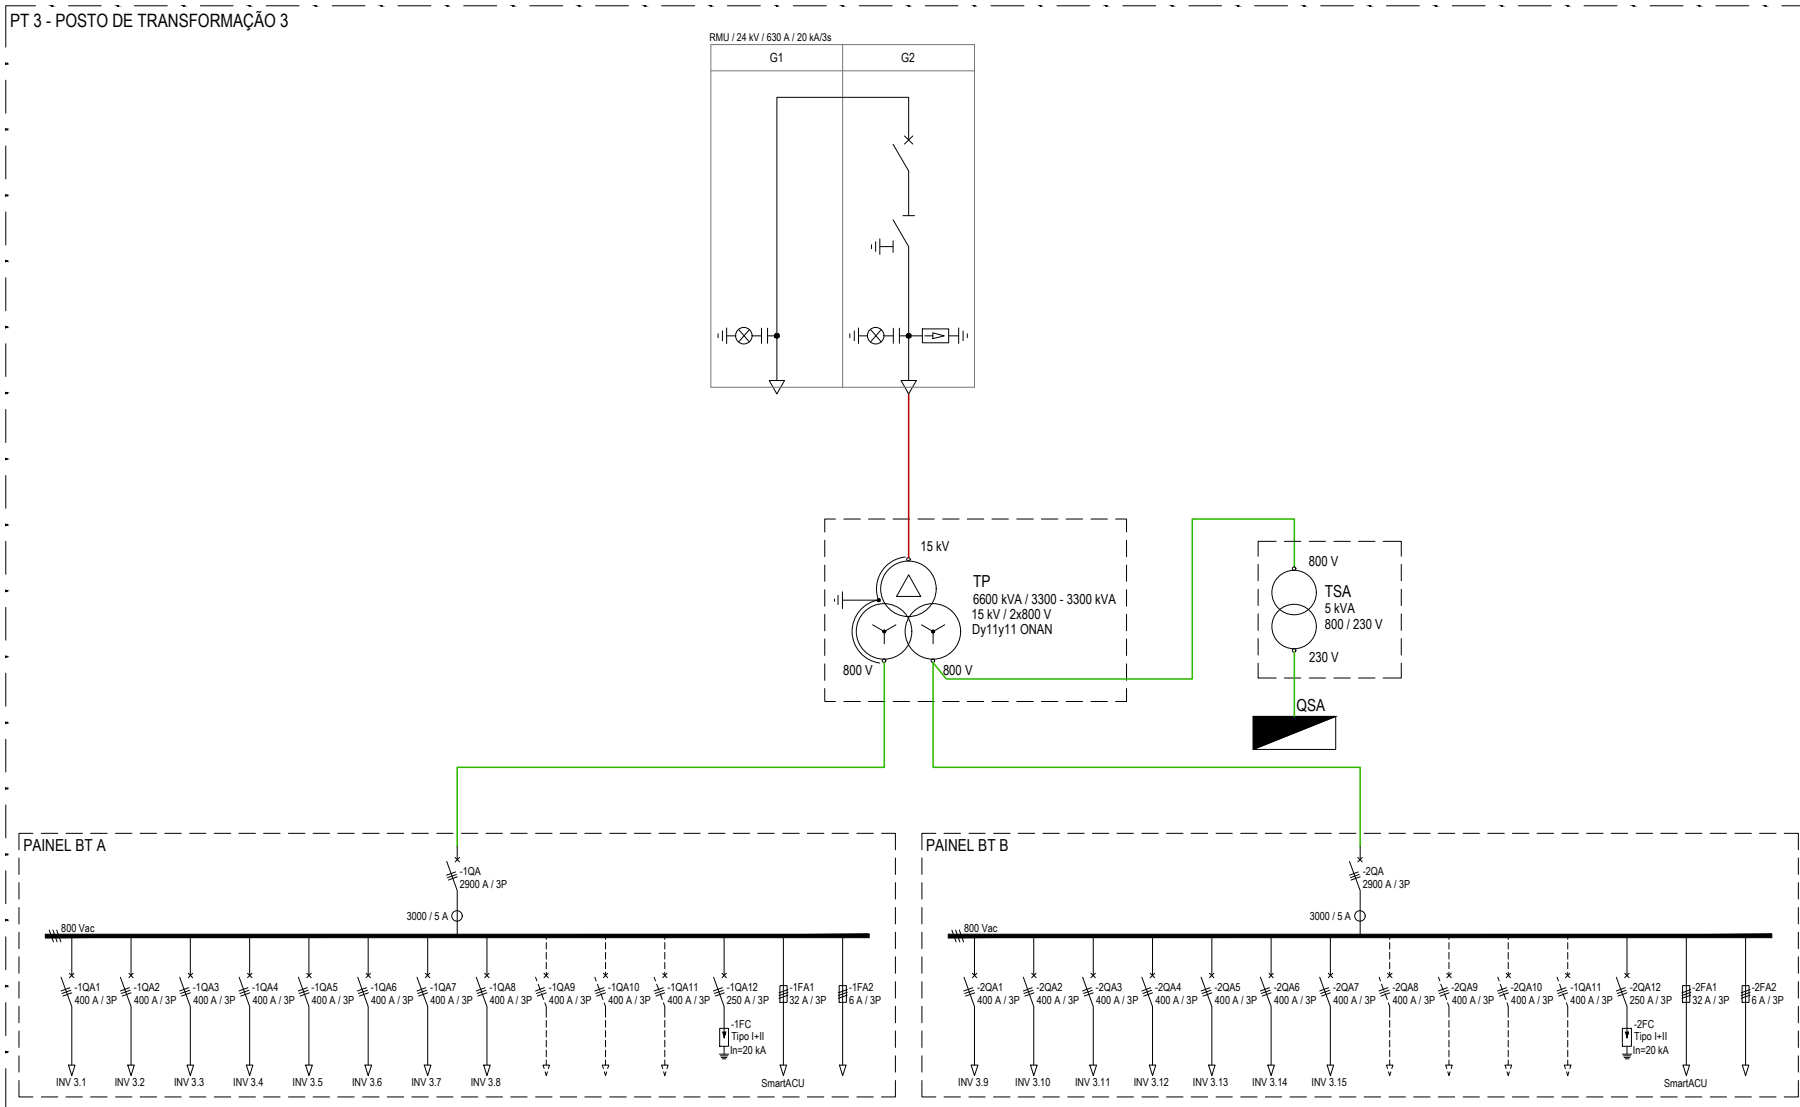 PT 3 - POSTO DE TRANSFORMAÇÃO 3
RMU / 24 kV / 630 A / 20 kA/3s
G1
G2
15 kV
TP
6600 kVA / 3300 - 3300 kVA
15 kV / 2x800 V
Dy11y11 ONAN
800 V
800 V
800 V
TSA
5 kVA
800 / 230 V
230 V
QSA
PAINEL BT A
-1QA
2900 A / 3P
3000 / 5 A
800 Vac
-1QA1
400 A / 3P
-1QA2
400 A / 3P
-1QA3
400 A / 3P
-1QA4
400 A / 3P
-1QA5
400 A / 3P
-1QA6
400 A / 3P
-1QA7
400 A / 3P
-1QA8
400 A / 3P
-1QA9
400 A / 3P
-1QA10
400 A / 3P
-1QA11
400 A / 3P
-1QA12
250 A / 3P
-1FA1
32 A / 3P
-1FA2
6 A / 3P
-1FC
Tipo I+II
In=20 kA
INV 3.1
INV 3.2
INV 3.3
INV 3.4
INV 3.5
INV 3.6
INV 3.7
INV 3.8
SmartACU
PAINEL BT B
-2QA
2900 A / 3P
3000 / 5 A
800 Vac
-2QA1
400 A / 3P
-2QA2
400 A / 3P
-2QA3
400 A / 3P
-2QA4
400 A / 3P
-2QA5
400 A / 3P
-2QA6
400 A / 3P
-2QA7
400 A / 3P
-2QA8
400 A / 3P
-2QA9
400 A / 3P
-2QA10
400 A / 3P
-1QA11
400 A / 3P
-2QA12
250 A / 3P
-2FA1
32 A / 3P
-2FA2
6 A / 3P
-2FC
Tipo I+II
In=20 kA
INV 3.9
INV 3.10
INV 3.11
INV 3.12
INV 3.13
INV 3.14
INV 3.15
SmartACU